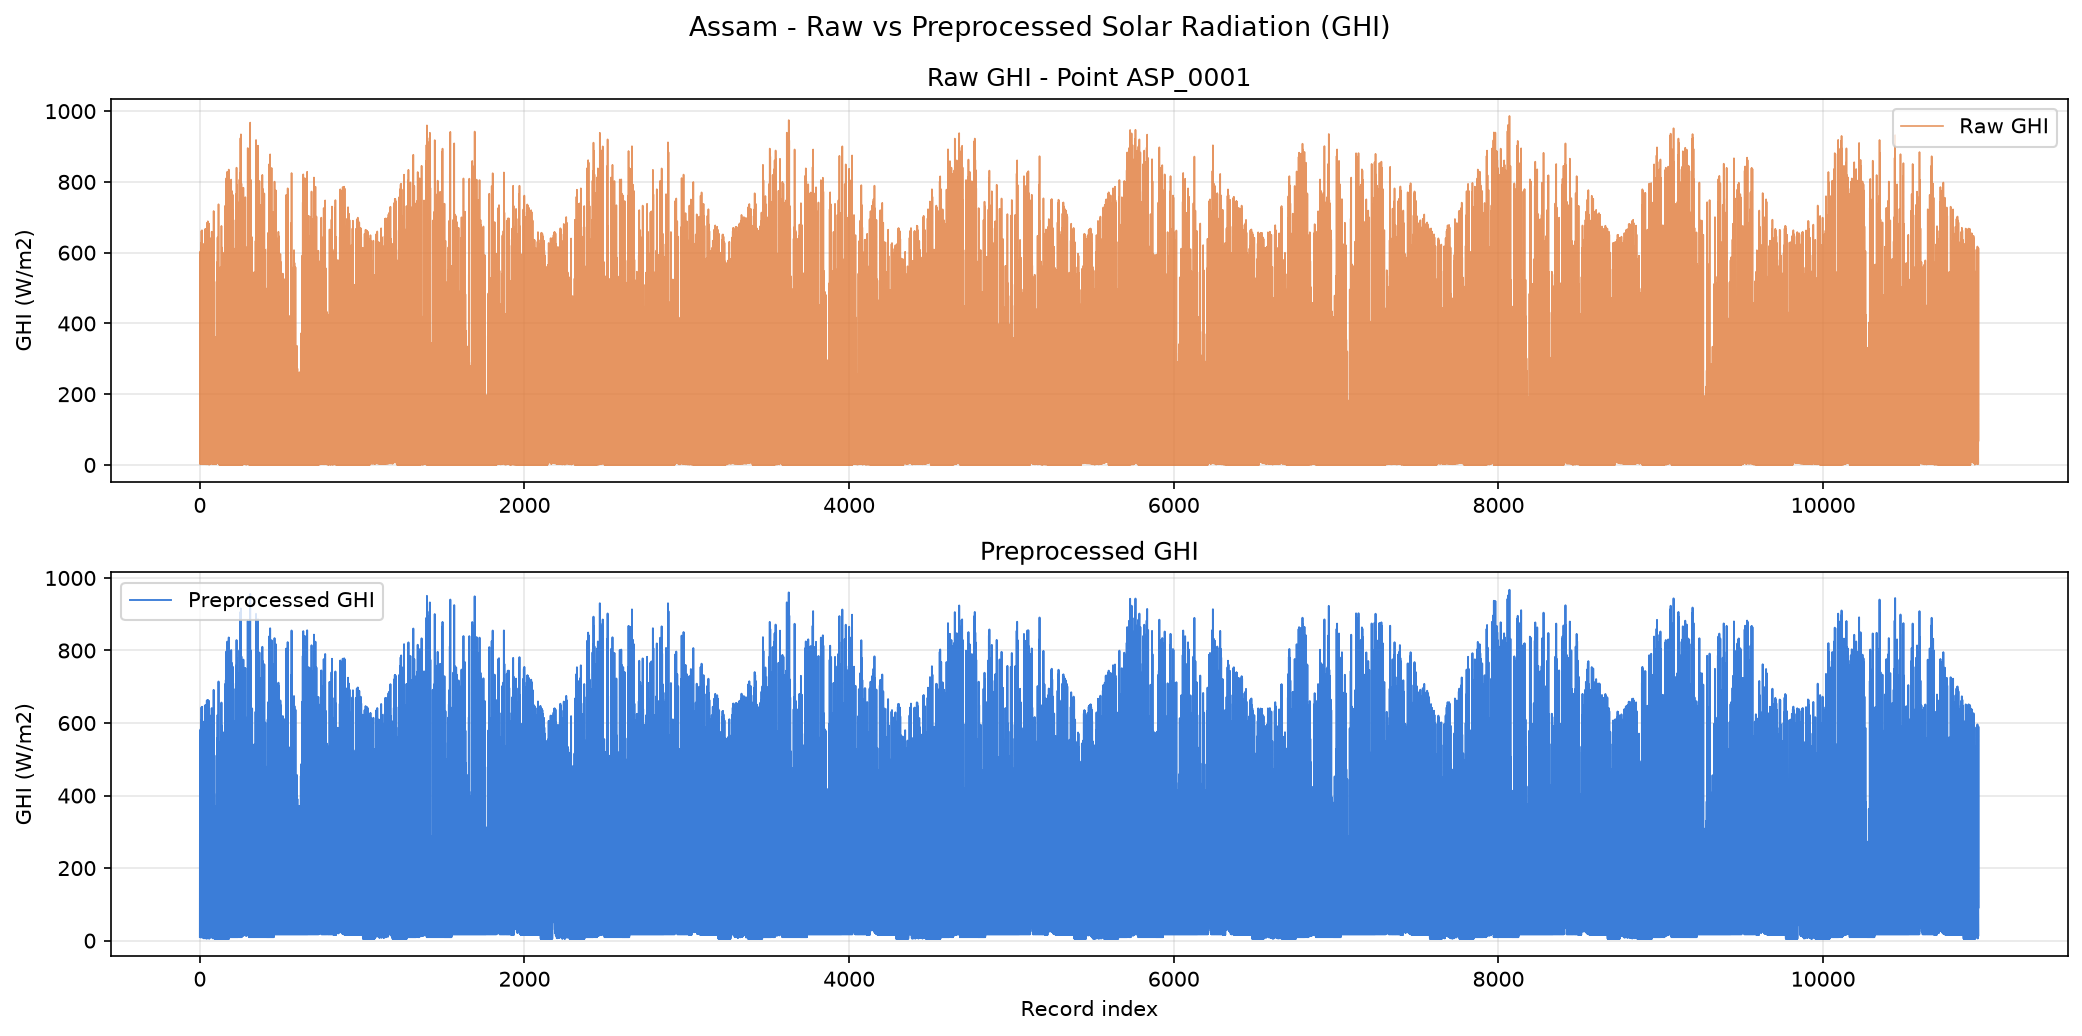 Assam - Raw vs Preprocessed Solar Radiation (GHI)
Raw GHI - Point ASP_0001
1000
800
600
400
200
0
GHI (W/m2)
Raw GHI
0 2000 4000 6000 8000 10000
Preprocessed GHI
1000
800
600
400
200
0
GHI (W/m2)
Preprocessed GHI
0 2000 4000 6000 8000 10000
Record index